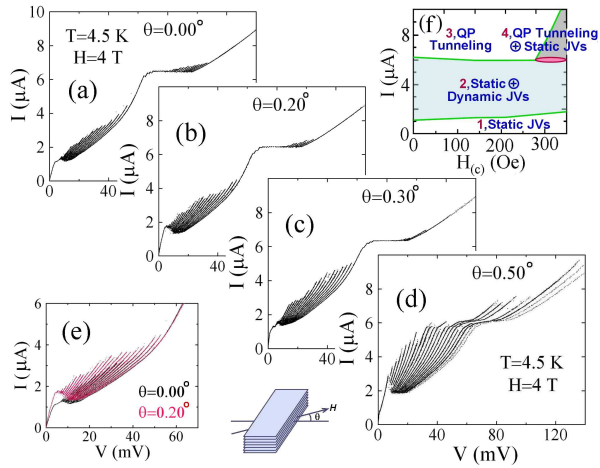 10
8
6
4
2
0
0
40
I (μA)
T=4.5 K
H=4 T
θ=0.00°
(a)
8
6
4
2
0
0
40
I (μA)
θ=0.20°
(b)
8
6
4
2
0
0
40
I (μA)
θ=0.30°
(c)
8
6
4
2
0
0
40
80
120
I (μA)
V (mV)
θ=0.50°
(d)
T=4.5 K
H=4 T
6
4
2
0
0
20
40
60
I (μA)
V (mV)
(e)
θ=0.00°
θ=0.20°
H
θ
(f)
8
4
0
0
200
I (μA)
H(c) (Oe)
3,QP
Tunneling
4,QP Tunneling
⊕ Static JVs
2,Static ⊕
Dynamic JVs
1,Static JVs